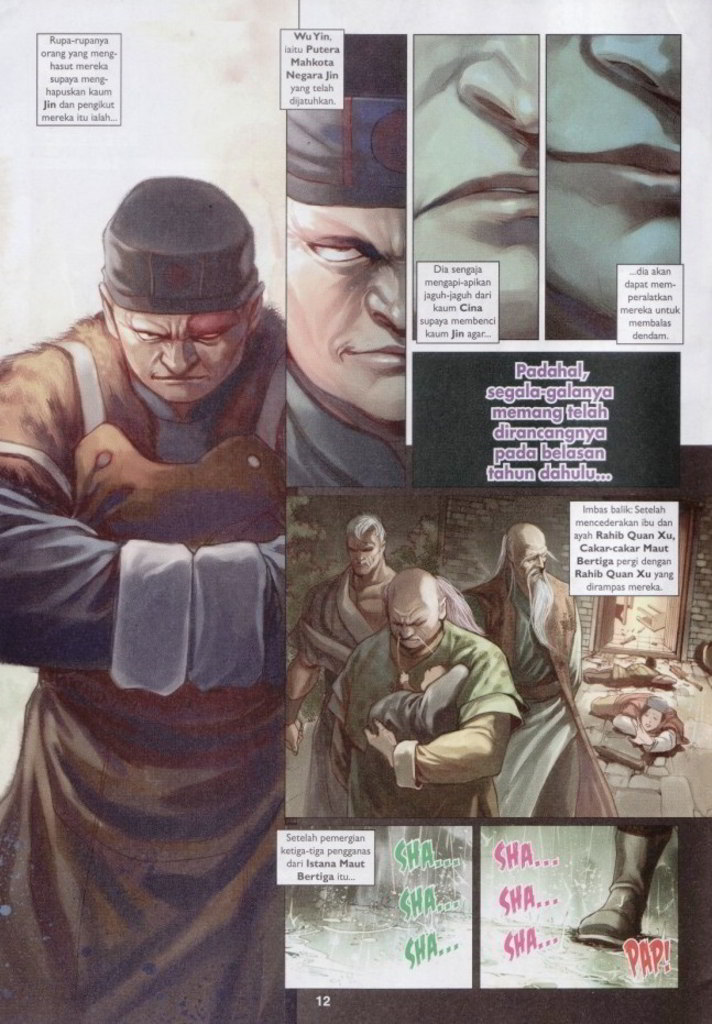 Rupa-rupanya
orang yang meng-
hasut mereka
supaya meng-
hapuskan kaum
Jin dan pengikut
mereka itu ialah...
Wu Yin,
iaitu Putera
Mahkota
Negara Jin
yang telah
dijatuhkan.
Dia sengaja
mengapi-apikan
jaguh-jaguh dari
kaum Cina
supaya membenci
kaum Jin agar...
...dia akan
dapat mem-
peralatkan
mereka untuk
membalas
dendam.
Padahal,
segala-galanya
memang telah
dirancangnya
pada belasan
tahun dahulu...
Imbas balik: Setelah
mencederakan ibu dan
ayah Rahib Quan Xu,
Cakar-cakar Maut
Bertiga pergi dengan
Rahib Quan Xu yang
dirampas mereka.
Setelah pemergian
ketiga-tiga pengganas
dari Istana Maut
Bertiga itu...
SHA...
SHA...
SHA...
SHA...
SHA...
SHA...
PAP!
12